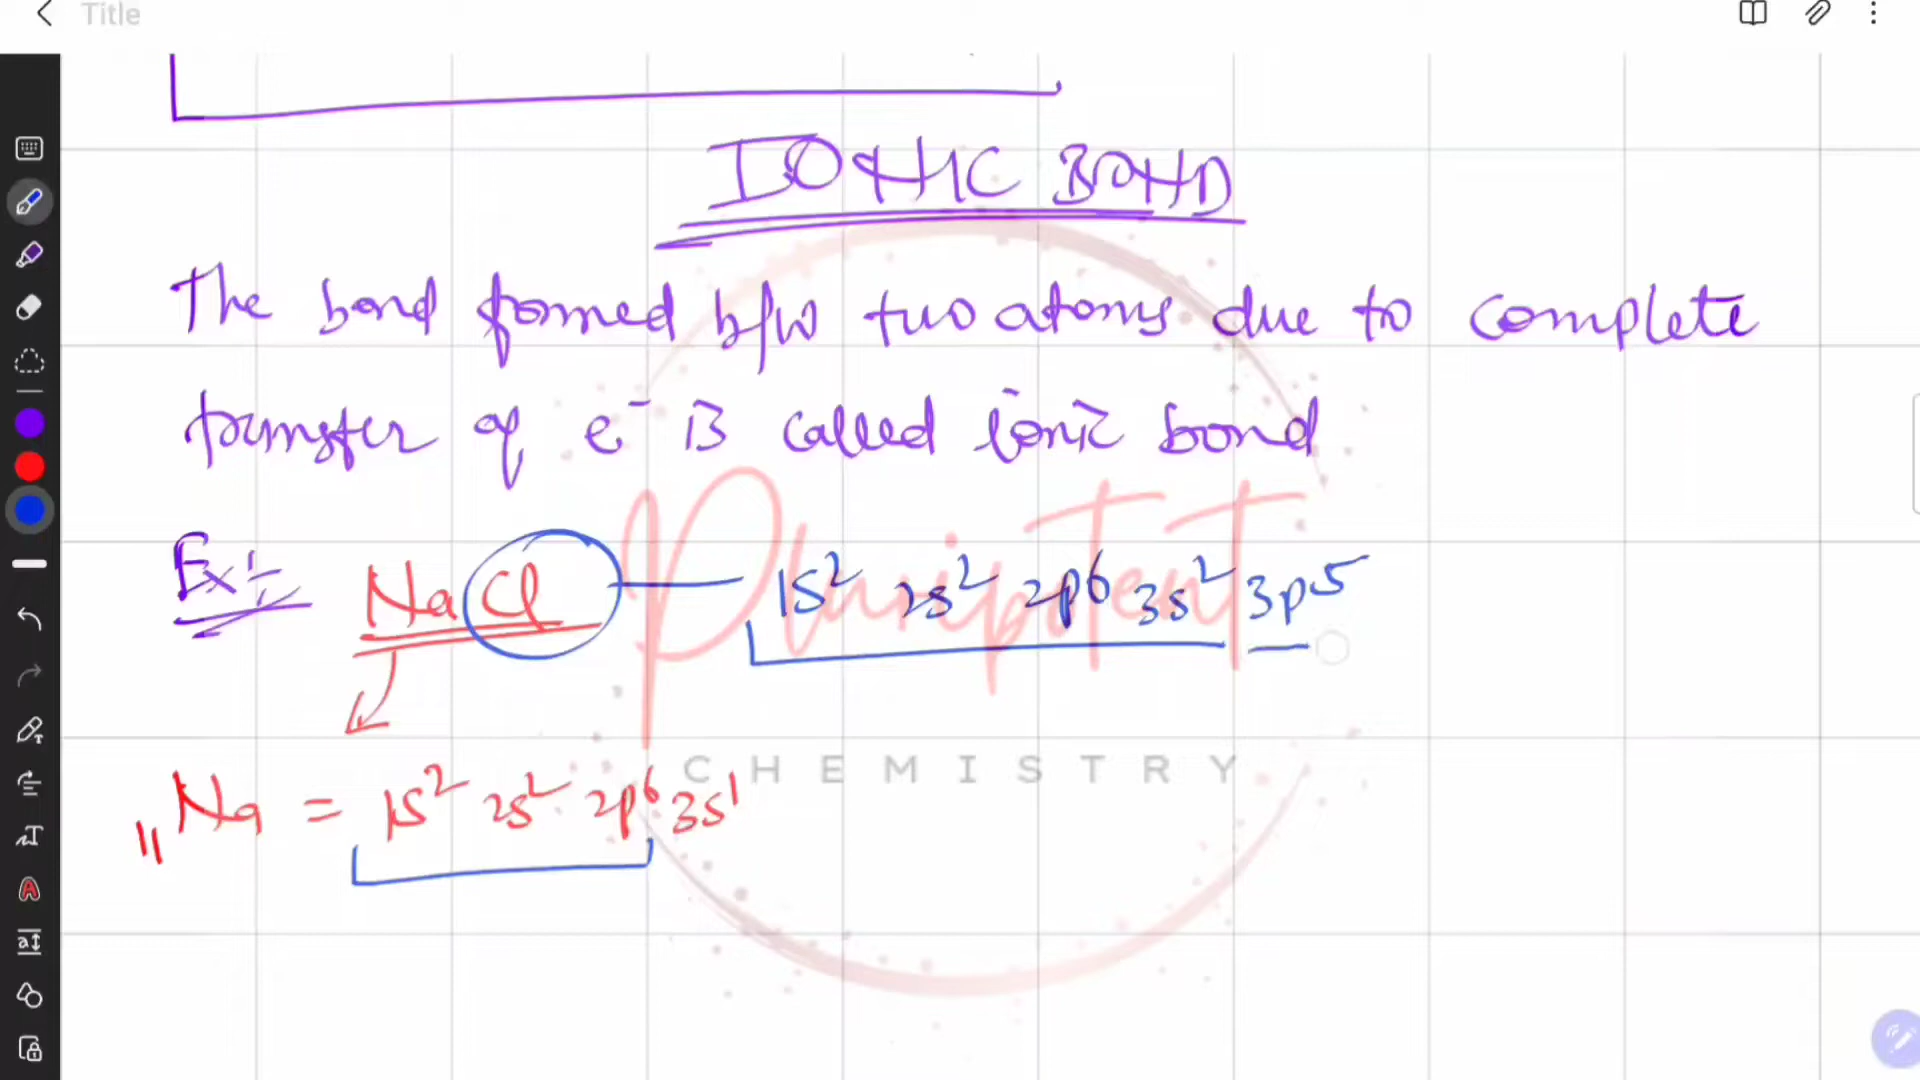 Title
IONIC BOND
The bond formed b/w two atoms due to complete
transfer of e⁻ is called ionic bond
Ex:- NaCl — 1s² 2s² 2p⁶ 3s² 3p⁵
Pluripotent
CHEMISTRY
₁₁Na = 1s² 2s² 2p⁶ 3s¹